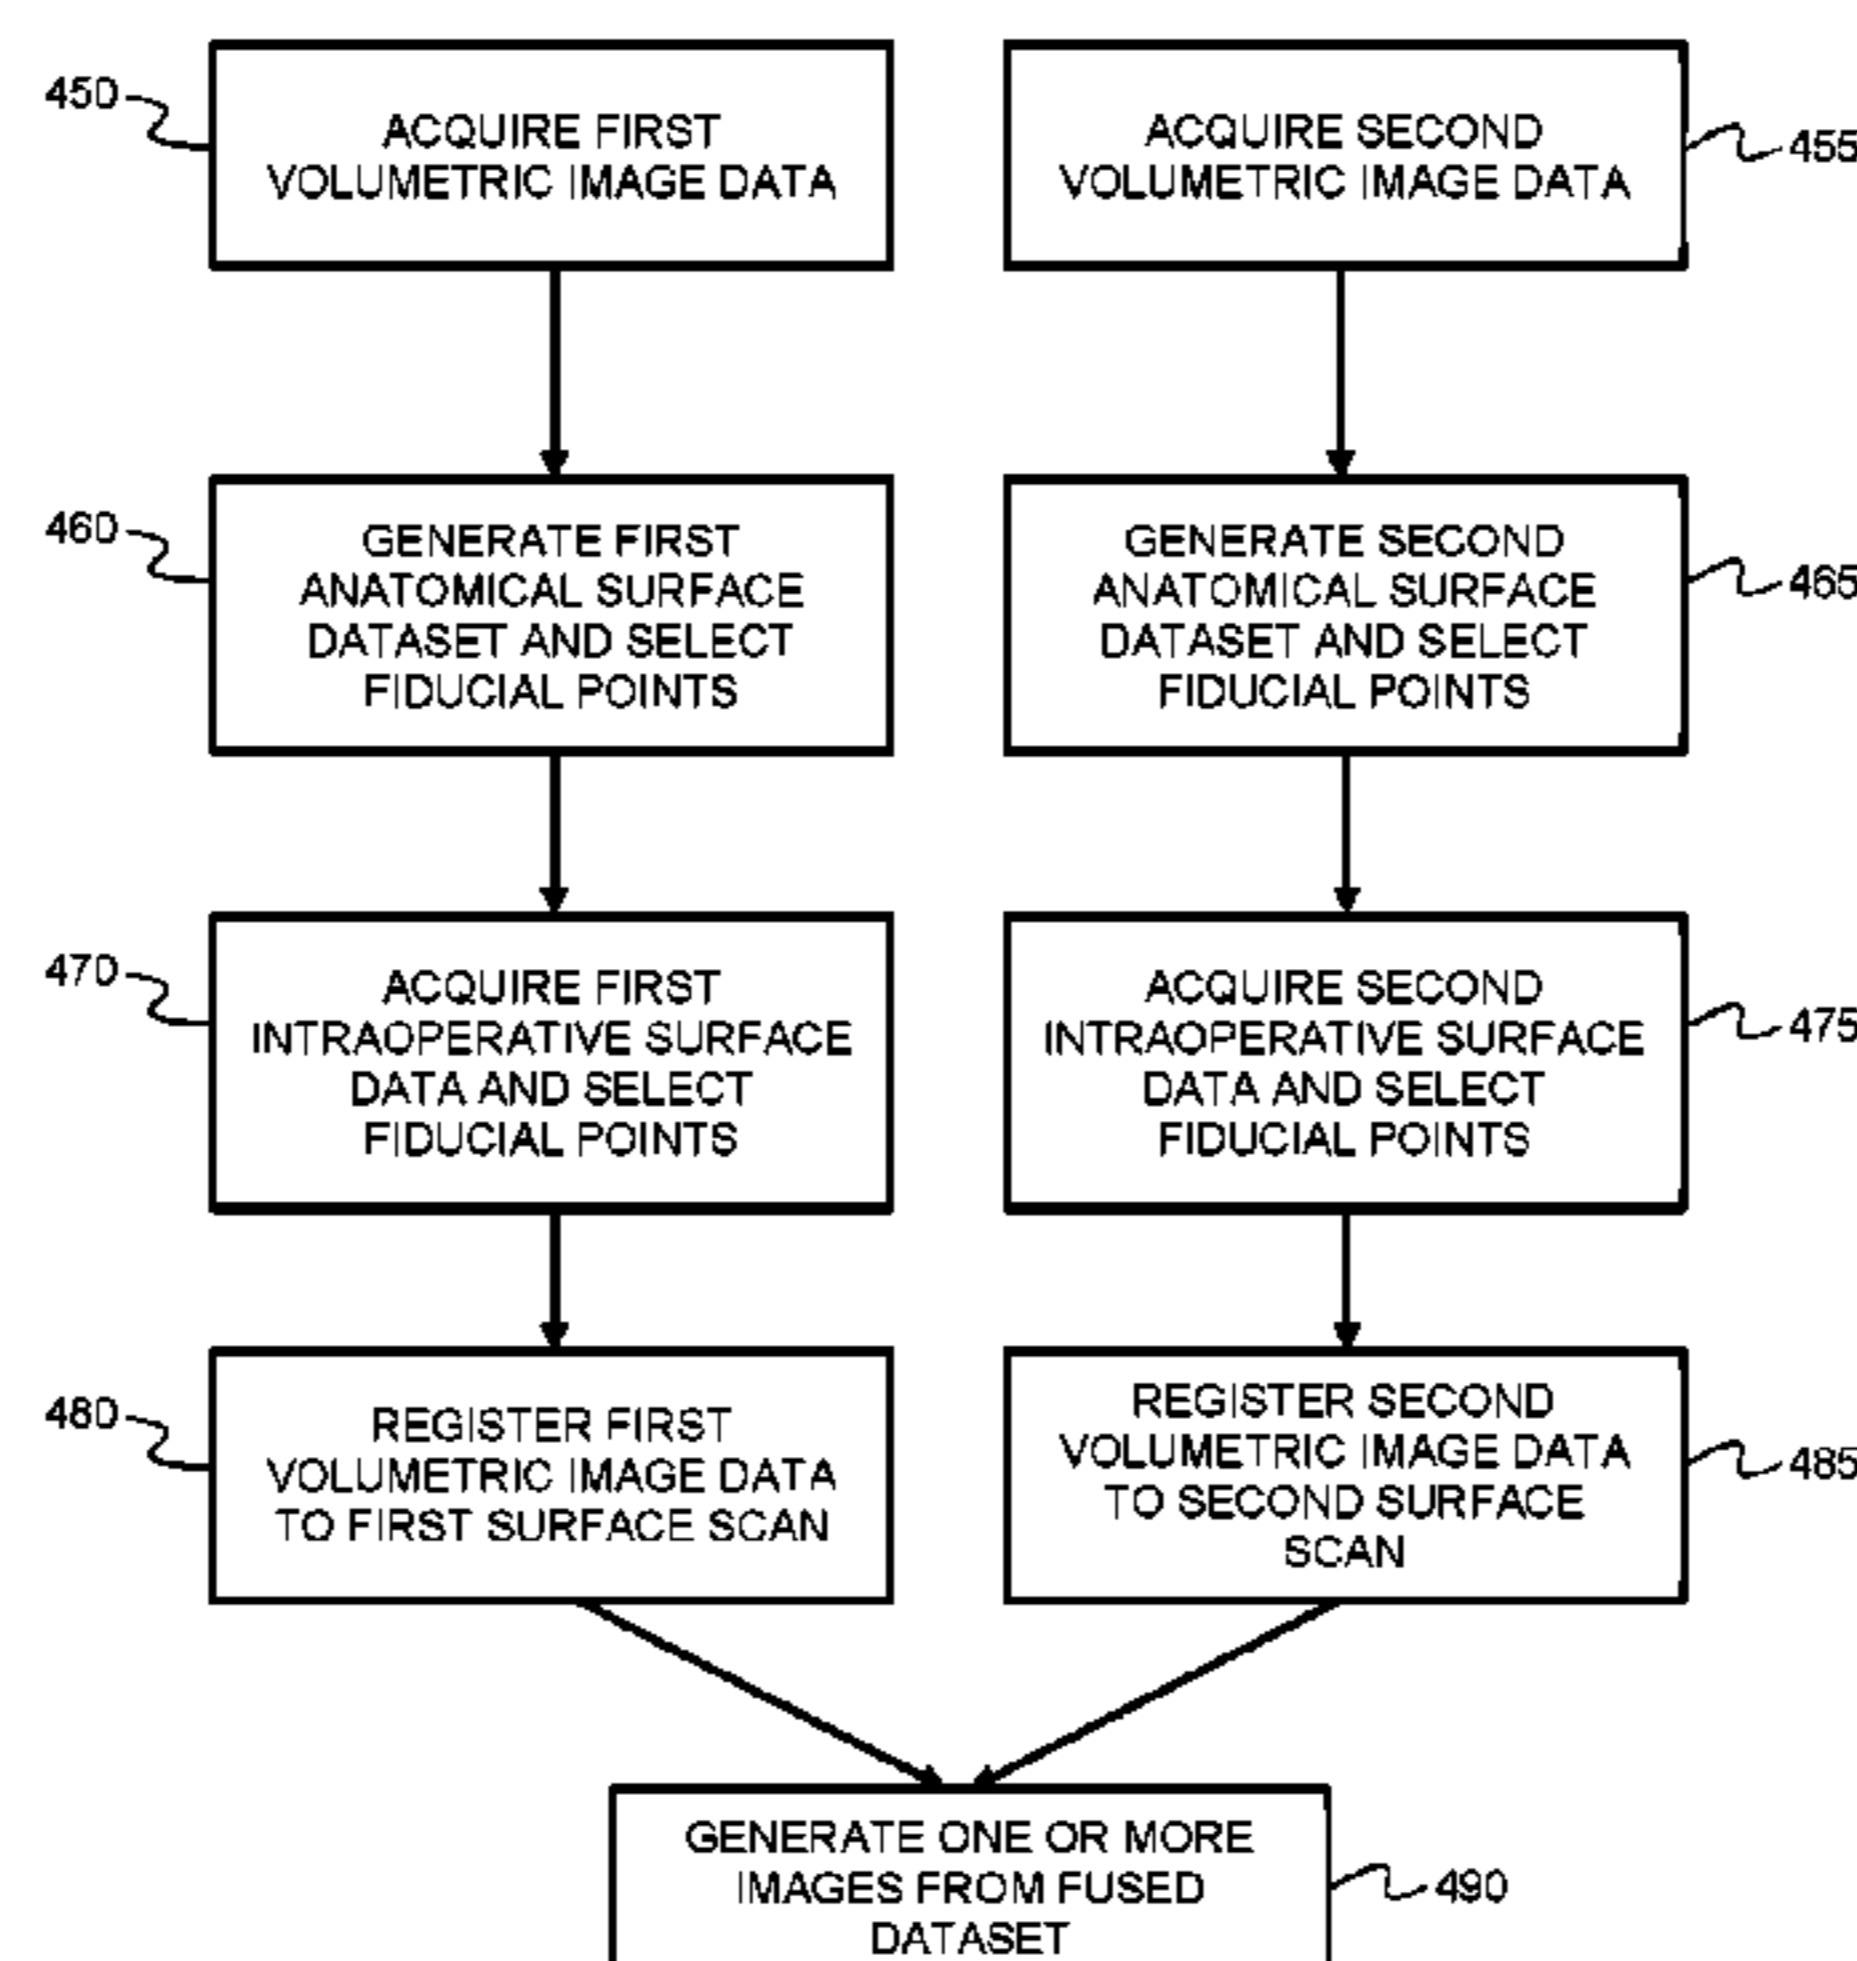 450
ACQUIRE FIRST
VOLUMETRIC IMAGE DATA
ACQUIRE SECOND
VOLUMETRIC IMAGE DATA
455
460
GENERATE FIRST
ANATOMICAL SURFACE
DATASET AND SELECT
FIDUCIAL POINTS
GENERATE SECOND
ANATOMICAL SURFACE
DATASET AND SELECT
FIDUCIAL POINTS
465
470
ACQUIRE FIRST
INTRAOPERATIVE SURFACE
DATA AND SELECT
FIDUCIAL POINTS
ACQUIRE SECOND
INTRAOPERATIVE SURFACE
DATA AND SELECT
FIDUCIAL POINTS
475
480
REGISTER FIRST
VOLUMETRIC IMAGE DATA
TO FIRST SURFACE SCAN
REGISTER SECOND
VOLUMETRIC IMAGE DATA
TO SECOND SURFACE
SCAN
485
GENERATE ONE OR MORE
IMAGES FROM FUSED
DATASET
490